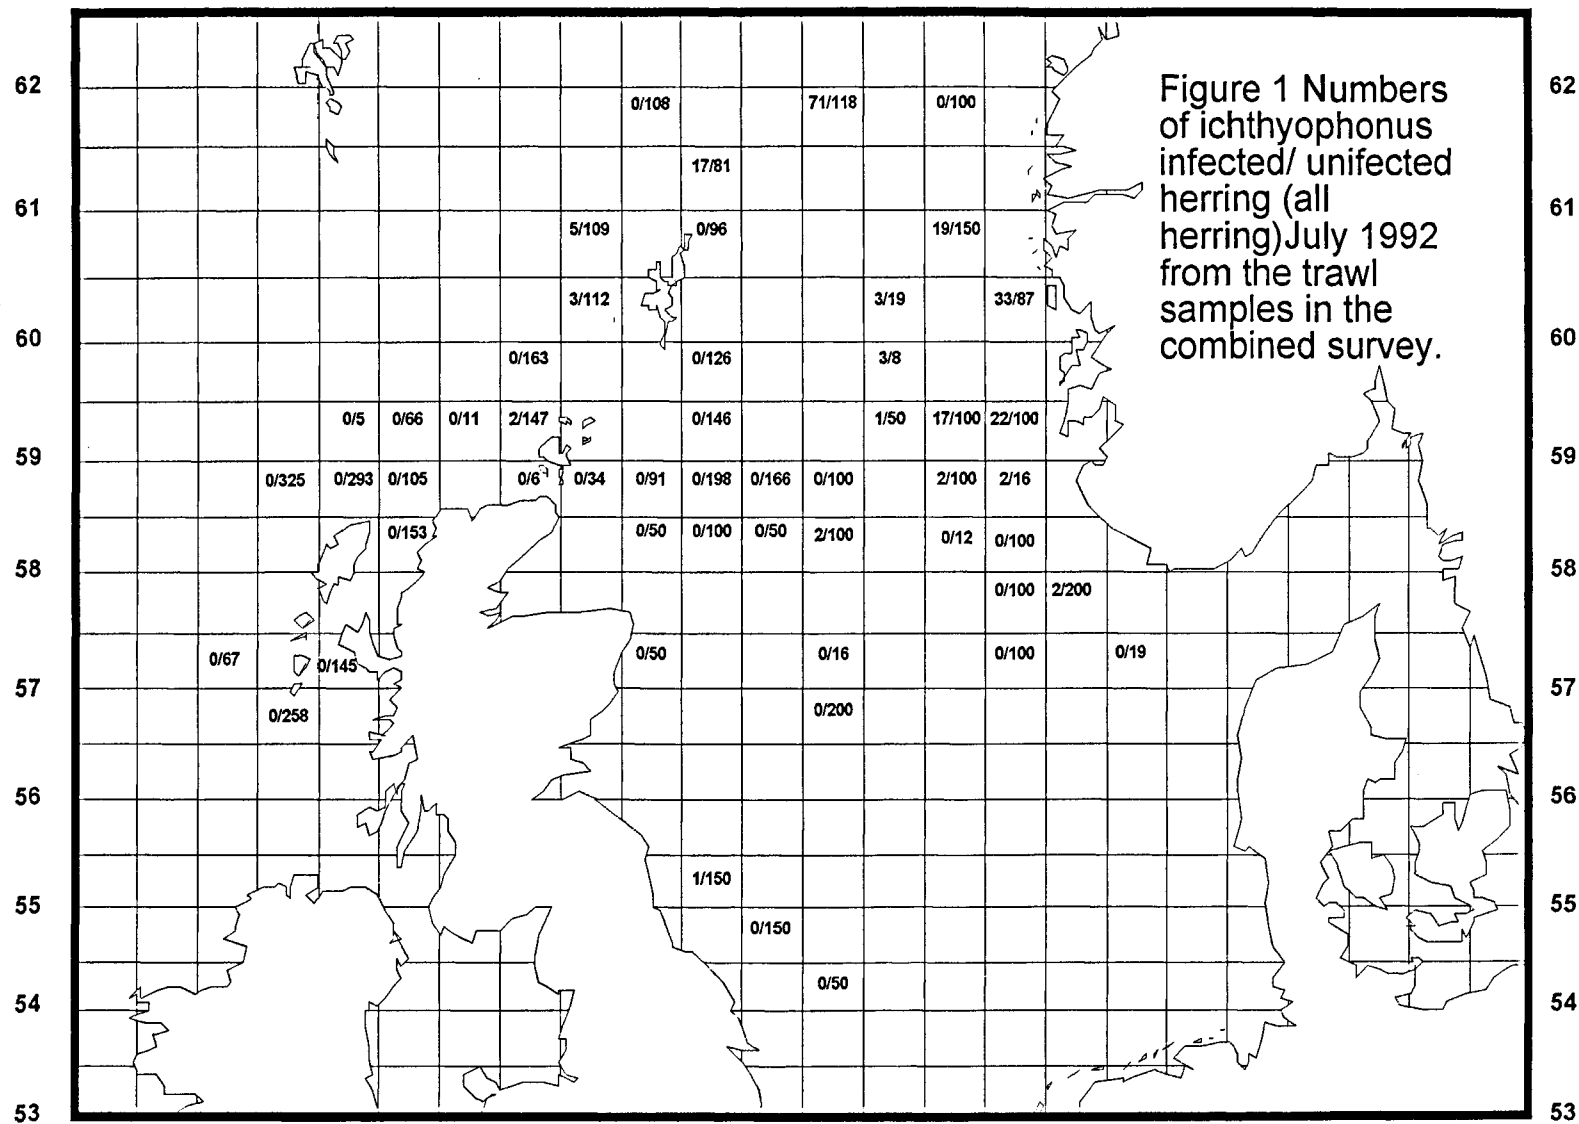 Figure 1 Numbers
of ichthyophonus
infected/ unifected
herring (all
herring)July 1992
from the trawl
samples in the
combined survey.
62 62
0/108 71/118 0/100
17/81
61 61
5/109 0/96 19/150
3/112 3/19 33/87
60 60
0/163 0/126 3/8
0/5 0/66 0/11 2/147 0/146 1/50 17/100 22/100
59 59
0/325 0/293 0/105 0/6 0/34 0/91 0/198 0/166 0/100 2/100 2/16
0/153 0/50 0/100 0/50 2/100 0/12 0/100
58 58
0/100 2/200
0/67 0/145 0/50 0/16 0/100 0/19
57 57
0/258 0/200
56 56
1/150
55 55
0/150
0/50
54 54
53 53